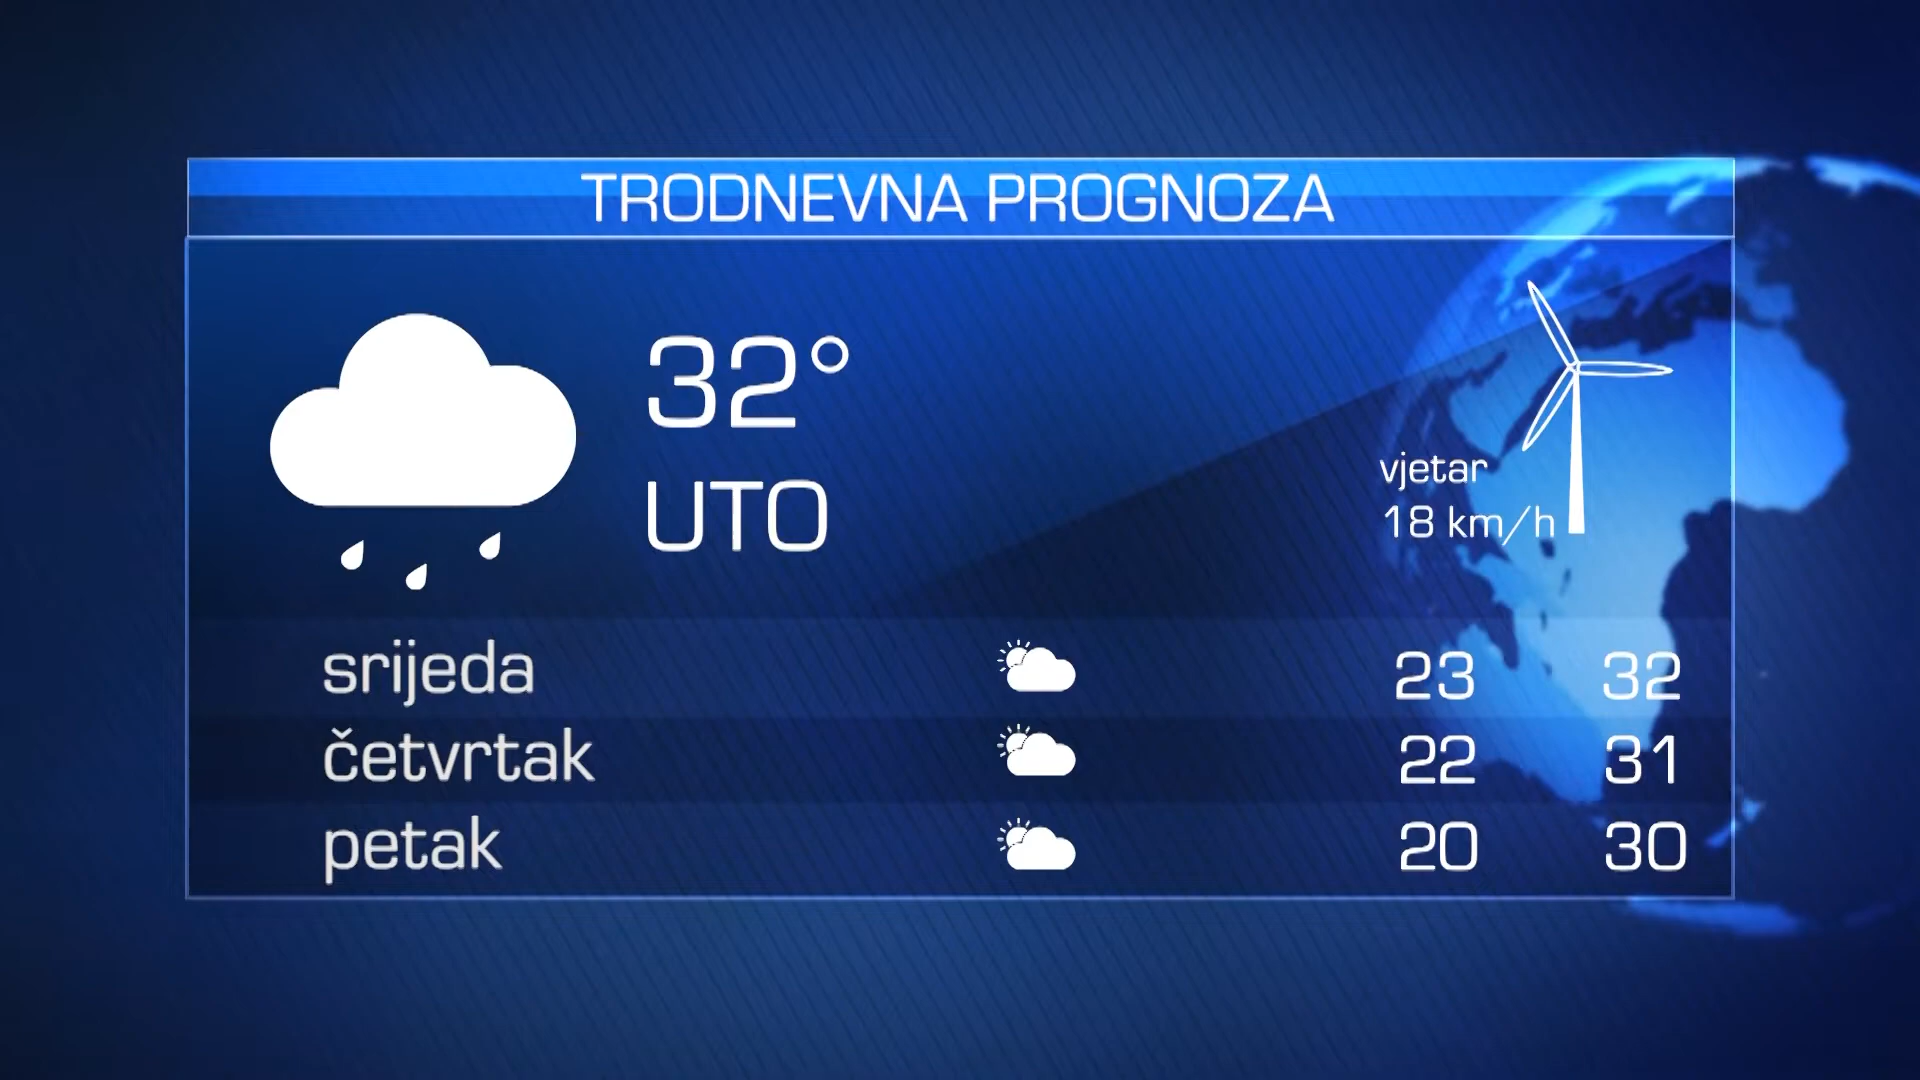 TRODNEVNA PROGNOZA
32°
UTO
vjetar
18 km/h
srijeda 23 32
četvrtak 22 31
petak 20 30